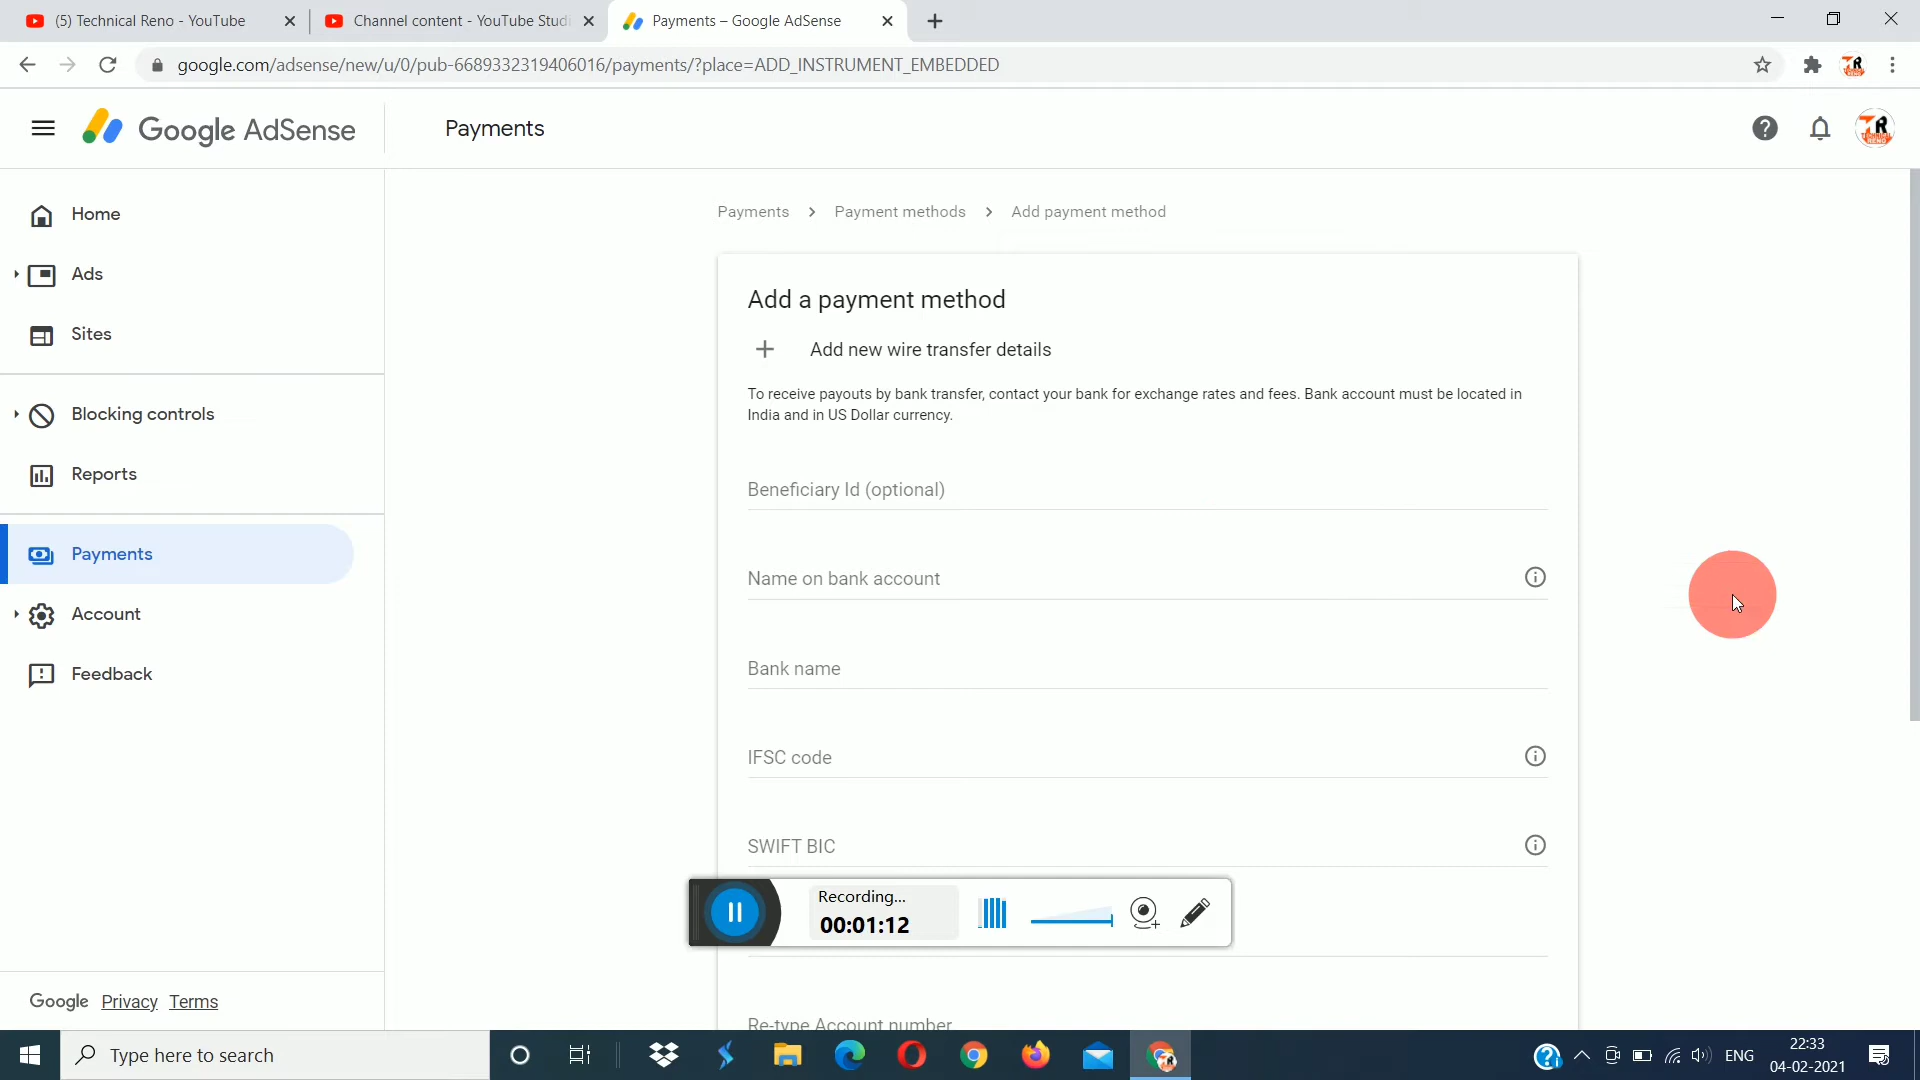 (5) Technical Reno - YouTube
Channel content - YouTube Studi
Payments – Google AdSense
google.com/adsense/new/u/0/pub-6689332319406016/payments/?place=ADD_INSTRUMENT_EMBEDDED
Google AdSense
Payments
Home
Ads
Sites
Blocking controls
Reports
Payments
Account
Feedback
Google Privacy Terms
Payments > Payment methods > Add payment method
Add a payment method
+ Add new wire transfer details
To receive payouts by bank transfer, contact your bank for exchange rates and fees. Bank account must be located in
India and in US Dollar currency.
Beneficiary Id (optional)
Name on bank account
Bank name
IFSC code
SWIFT BIC
Recording...
00:01:12
Re-type Account number
Type here to search
ENG
22:33
04-02-2021